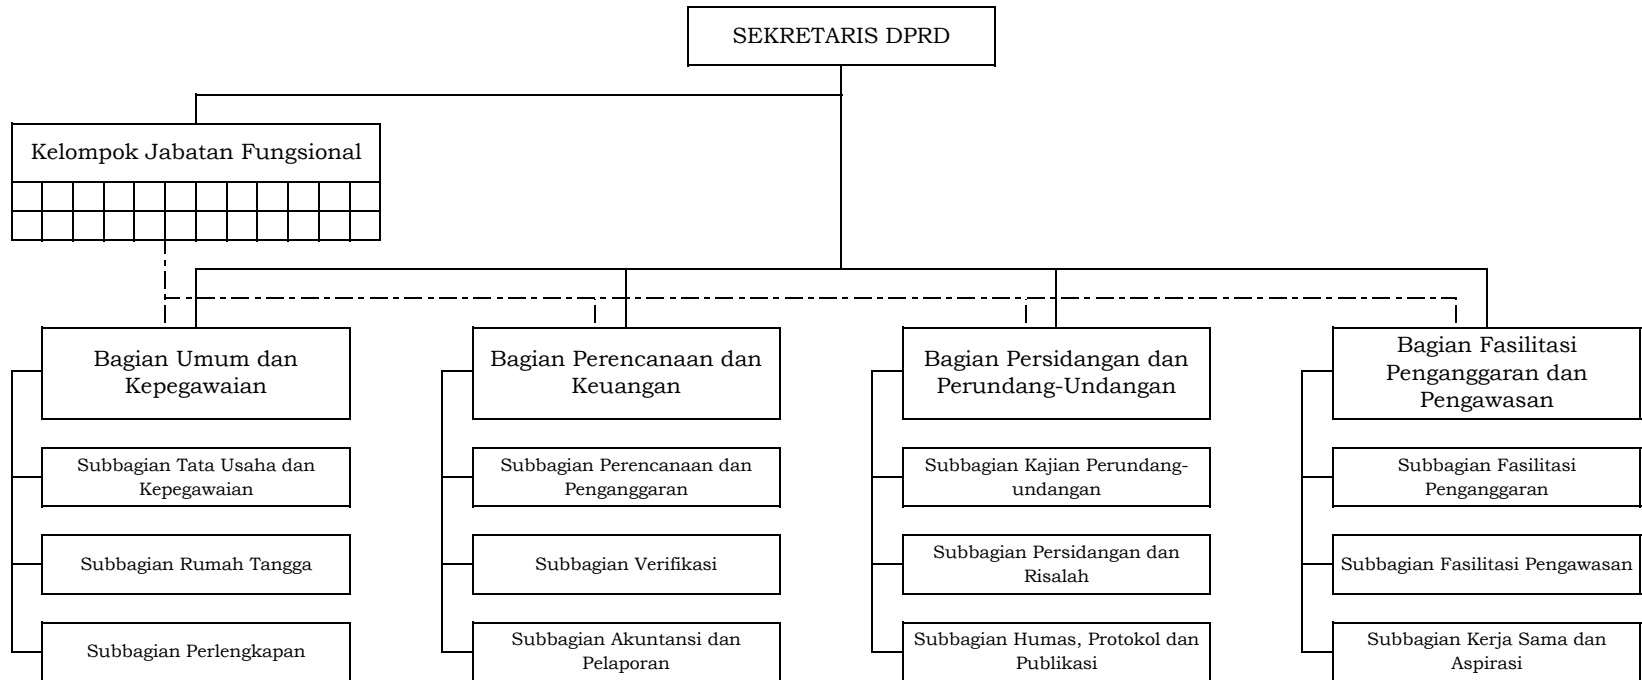 SEKRETARIS DPRD
Kelompok Jabatan Fungsional
Bagian Umum dan
Kepegawaian
Bagian Perencanaan dan
Keuangan
Bagian Persidangan dan
Perundang-Undangan
Bagian Fasilitasi
Penganggaran dan
Pengawasan
Subbagian Tata Usaha dan
Kepegawaian
Subbagian Perencanaan dan
Penganggaran
Subbagian Kajian Perundang-
undangan
Subbagian Fasilitasi
Penganggaran
Subbagian Rumah Tangga
Subbagian Verifikasi
Subbagian Persidangan dan
Risalah
Subbagian Fasilitasi Pengawasan
Subbagian Perlengkapan
Subbagian Akuntansi dan
Pelaporan
Subbagian Humas, Protokol dan
Publikasi
Subbagian Kerja Sama dan
Aspirasi